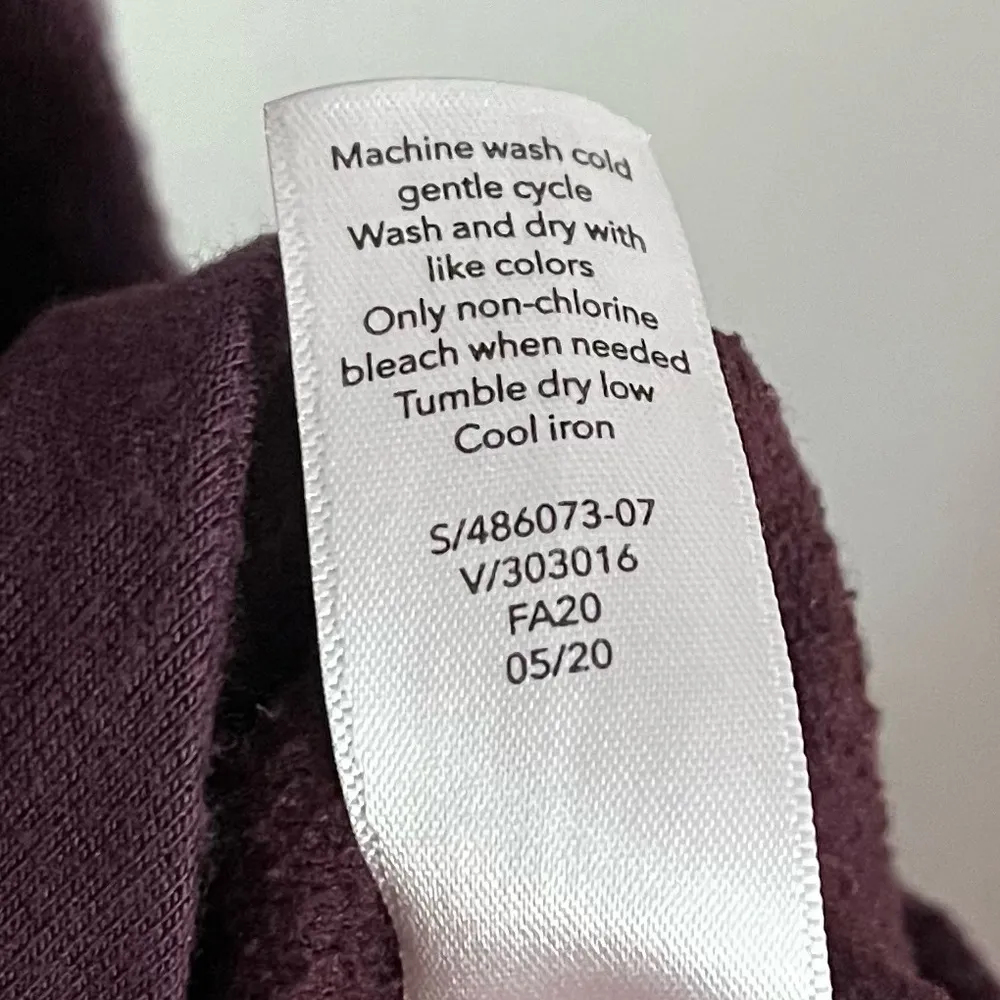 Machine wash cold
gentle cycle
Wash and dry with
like colors
Only non-chlorine
bleach when needed
Tumble dry low
Cool iron
S/486073-07
V/303016
FA20
05/20